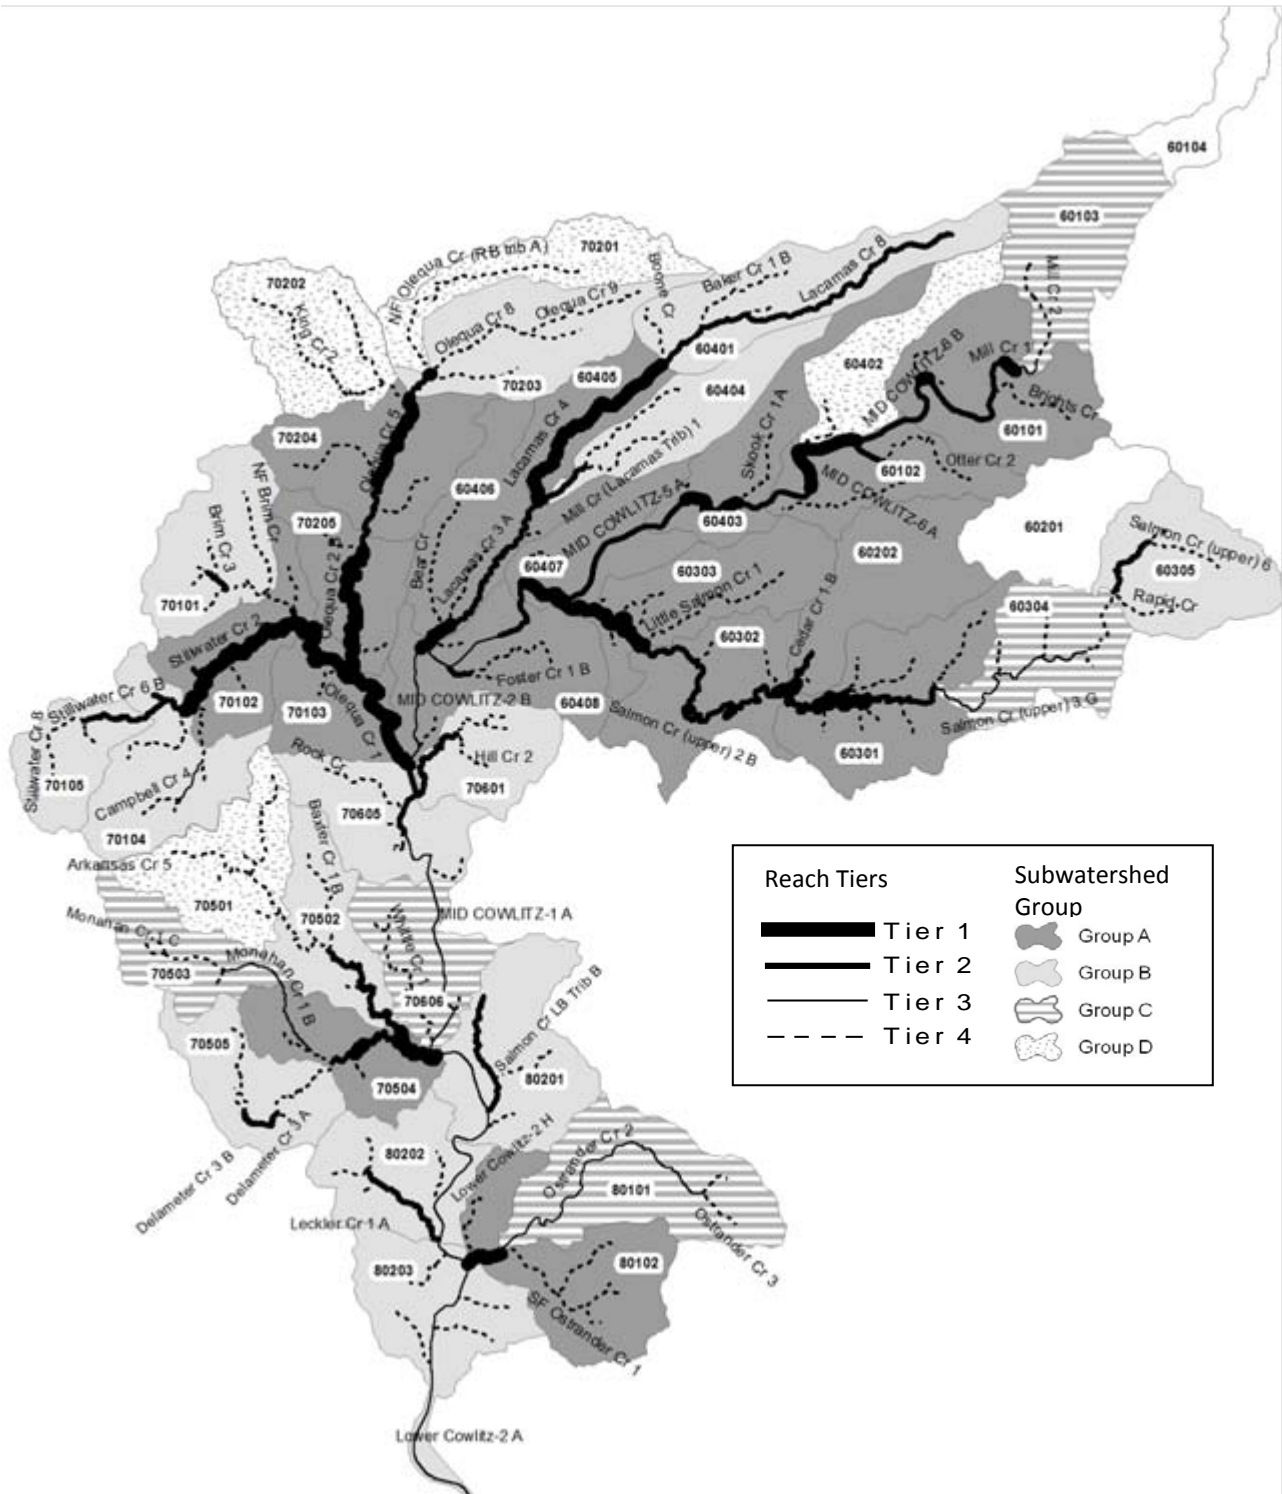 60104
60103
70201
NF Olequa Cr (RB trib A)
70202
King Cr 2
Olequa Cr 9
Olequa Cr 8
Boone Cr
Baker Cr 1 B
Lacamas Cr 8
Mill Cr 2
60401
60402
MID COWLITZ-6 B
Mill Cr 1
Brights Cr
60101
70203
60405
60404
70204
Olequa Cr 5
Lacamas Cr 4
Skook Cr 1A
Mill Cr (Lacamas Trib) 1
60102
Otter Cr 2
60406
MID COWLITZ-5 A
MID COWLITZ-6 A
NF Brim Cr
Brim Cr 3
70205
Bear Cr
Lacamas Cr 3 A
60403
60201
60202
Salmon Cr (upper) 6
60305
Rapid Cr
60407
60303
Little Salmon Cr 1
70101
Olequa Cr 2
60304
60302
Cedar Cr 1 B
Stillwater Cr 2
Foster Cr 1 B
Stillwater Cr 6 B
70102
70103
Olequa Cr 1
MID COWLITZ-2 B
60408
Salmon Cr (upper) 2 B
Salmon Cr (upper) 3 G
60301
Stillwater Cr 8
70105
Rock Cr
Hill Cr 2
70601
Campbell Cr 4
70605
70104
Baxter Cr 1 B
Arkansas Cr 5
70501
70502
Whittle Cr 1
MID COWLITZ-1 A
Monahan Cr 1 C
70503
Monahan Cr 1 B
70606
Salmon Cr LB Trib B
70505
70504
80201
Delameter Cr 3 B
Delameter Cr 3 A
80202
Lower Cowlitz-2 H
Ostrander Cr 2
80101
Leckler Cr 1 A
Ostrander Cr 3
80203
80102
SF Ostrander Cr 1
Lower Cowlitz-2 A
Reach Tiers
Tier 1
Tier 2
Tier 3
Tier 4
Subwatershed
Group
Group A
Group B
Group C
Group D